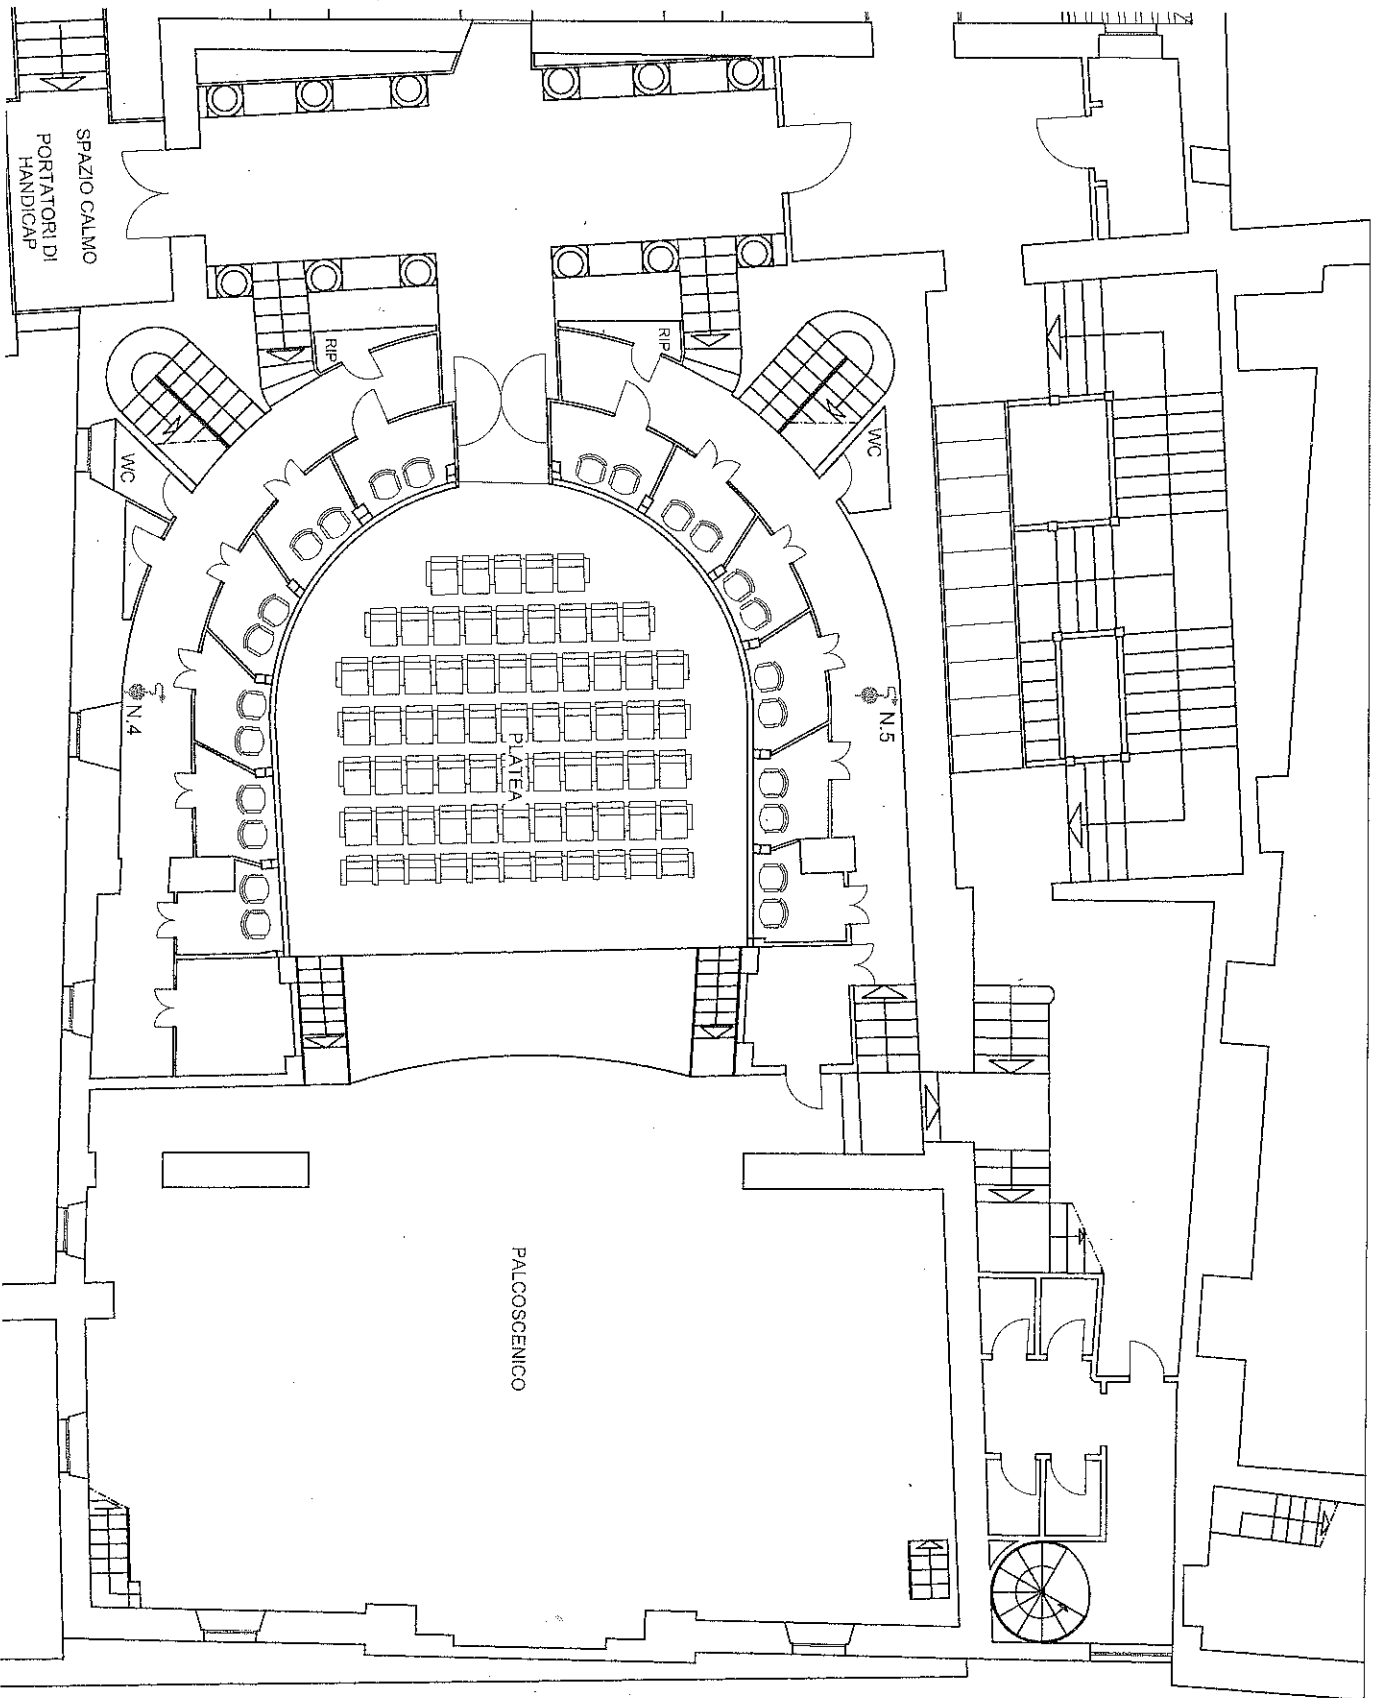 SPAZIO CALMO
PORTATORI DI
HANDICAP
RIP
RIP
WC
WC
N.4
N.5
PLATEA
PALCOSCENICO